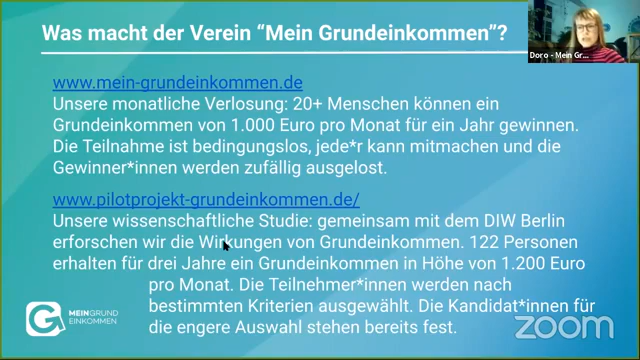 Was macht der Verein “Mein Grundeinkommen”?
Doro - Mein Gr...
www.mein-grundeinkommen.de
Unsere monatliche Verlosung: 20+ Menschen können ein
Grundeinkommen von 1.000 Euro pro Monat für ein Jahr gewinnen.
Die Teilnahme ist bedingungslos, jede*r kann mitmachen und die
Gewinner*innen werden zufällig ausgelost.
www.pilotprojekt-grundeinkommen.de/
Unsere wissenschaftliche Studie: gemeinsam mit dem DIW Berlin
erforschen wir die Wirkungen von Grundeinkommen. 122 Personen
erhalten für drei Jahre ein Grundeinkommen in Höhe von 1.200 Euro
pro Monat. Die Teilnehmer*innen werden nach
bestimmten Kriterien ausgewählt. Die Kandidat*innen für
die engere Auswahl stehen bereits fest.
MEINGRUND
EINKOMMEN
zoom